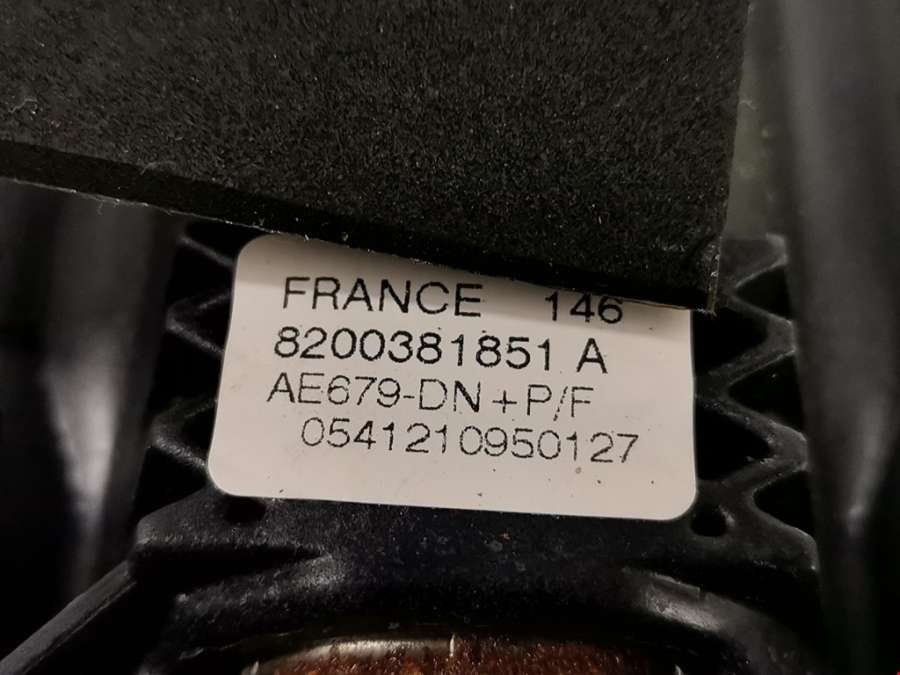 FRANCE 146
8200381851 A
AE679-DN + P/F
0541210950127